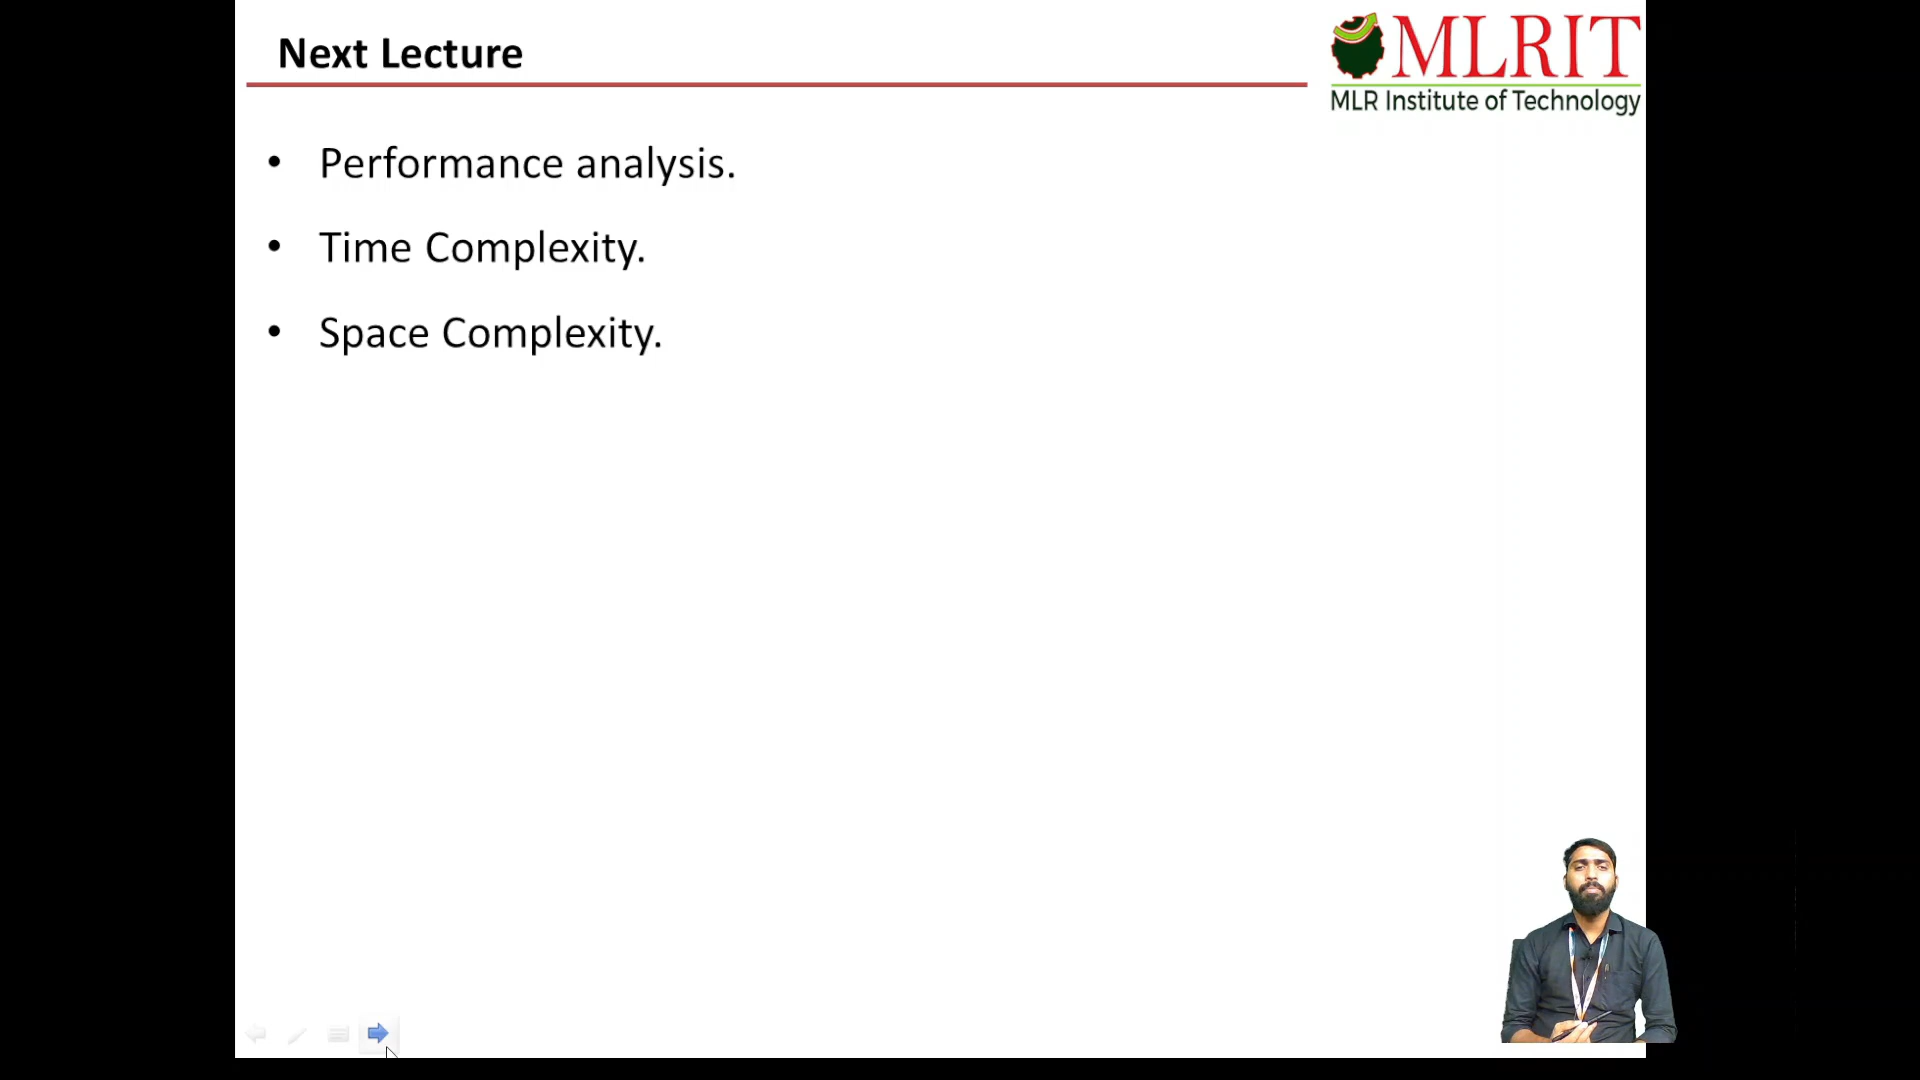 Next Lecture
MLRIT
MLR Institute of Technology
• Performance analysis.
• Time Complexity.
• Space Complexity.